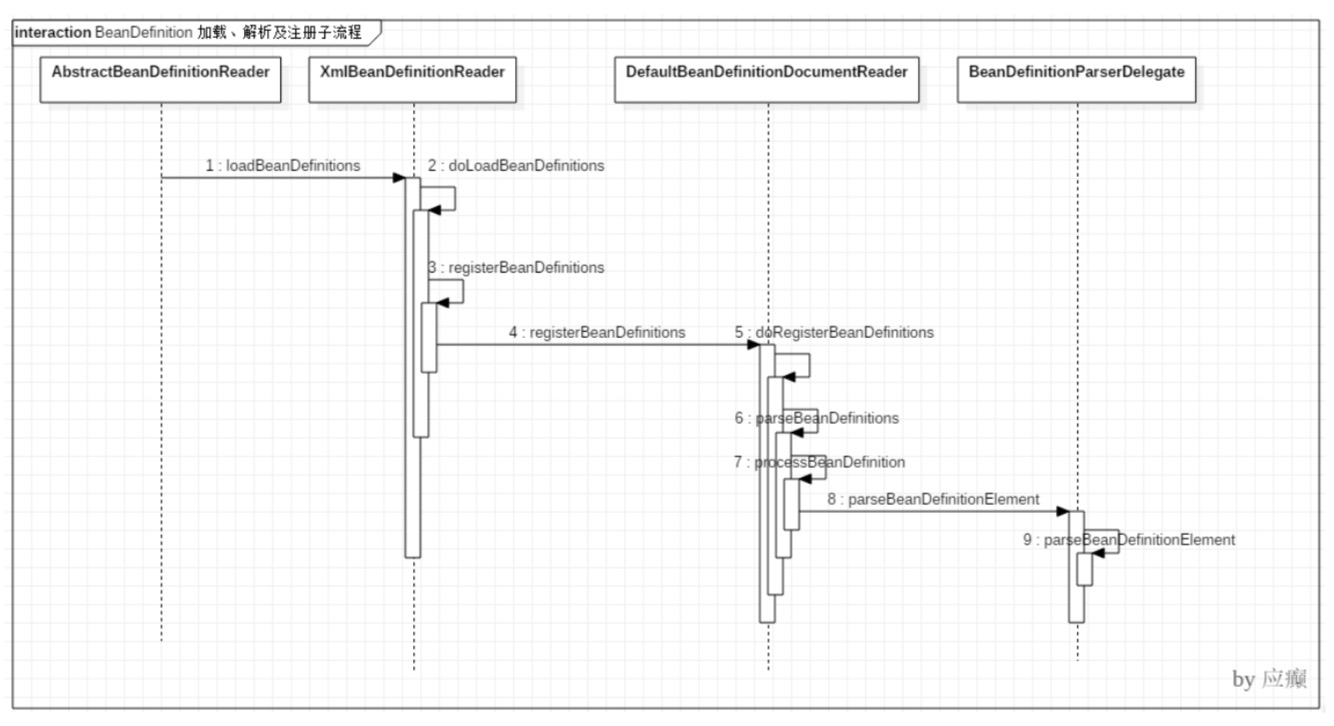 interaction BeanDefinition 加载、解析及注册子流程
AbstractBeanDefinitionReader
XmlBeanDefinitionReader
DefaultBeanDefinitionDocumentReader
BeanDefinitionParserDelegate
1 : loadBeanDefinitions
2 : doLoadBeanDefinitions
3 : registerBeanDefinitions
4 : registerBeanDefinitions
5 : doRegisterBeanDefinitions
6 : parseBeanDefinitions
7 : processBeanDefinition
8 : parseBeanDefinitionElement
9 : parseBeanDefinitionElement
by 应癫